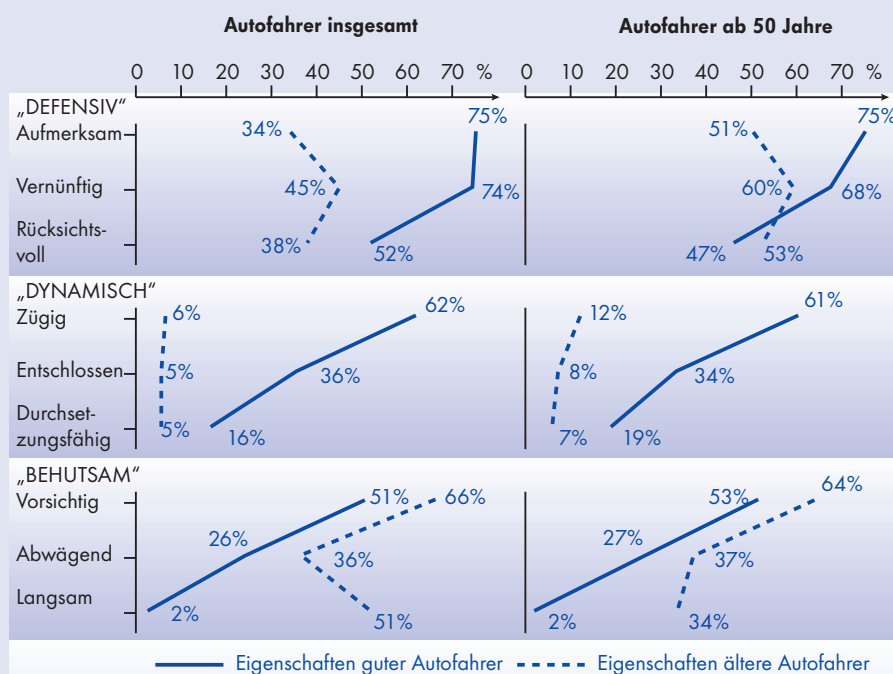 Autofahrer insgesamt Autofahrer ab 50 Jahre
0 10 20 30 40 50 60 70 % 0 10 20 30 40 50 60 70 %
„DEFENSIV“ 75% 75%
Aufmerksam 34% 51%
Vernünftig 45% 74% 60% 68%
Rücksichts-
voll 38% 52% 47% 53%
„DYNAMISCH“
Zügig 6% 62% 12% 61%
Entschlossen 5% 36% 8% 34%
Durchset-
zungsfähig 5% 16% 7% 19%
„BEHUTSAM“
Vorsichtig 51% 66% 53% 64%
Abwägend 26% 36% 27% 37%
Langsam 2% 51% 2% 34%
Eigenschaften guter Autofahrer Eigenschaften ältere Autofahrer